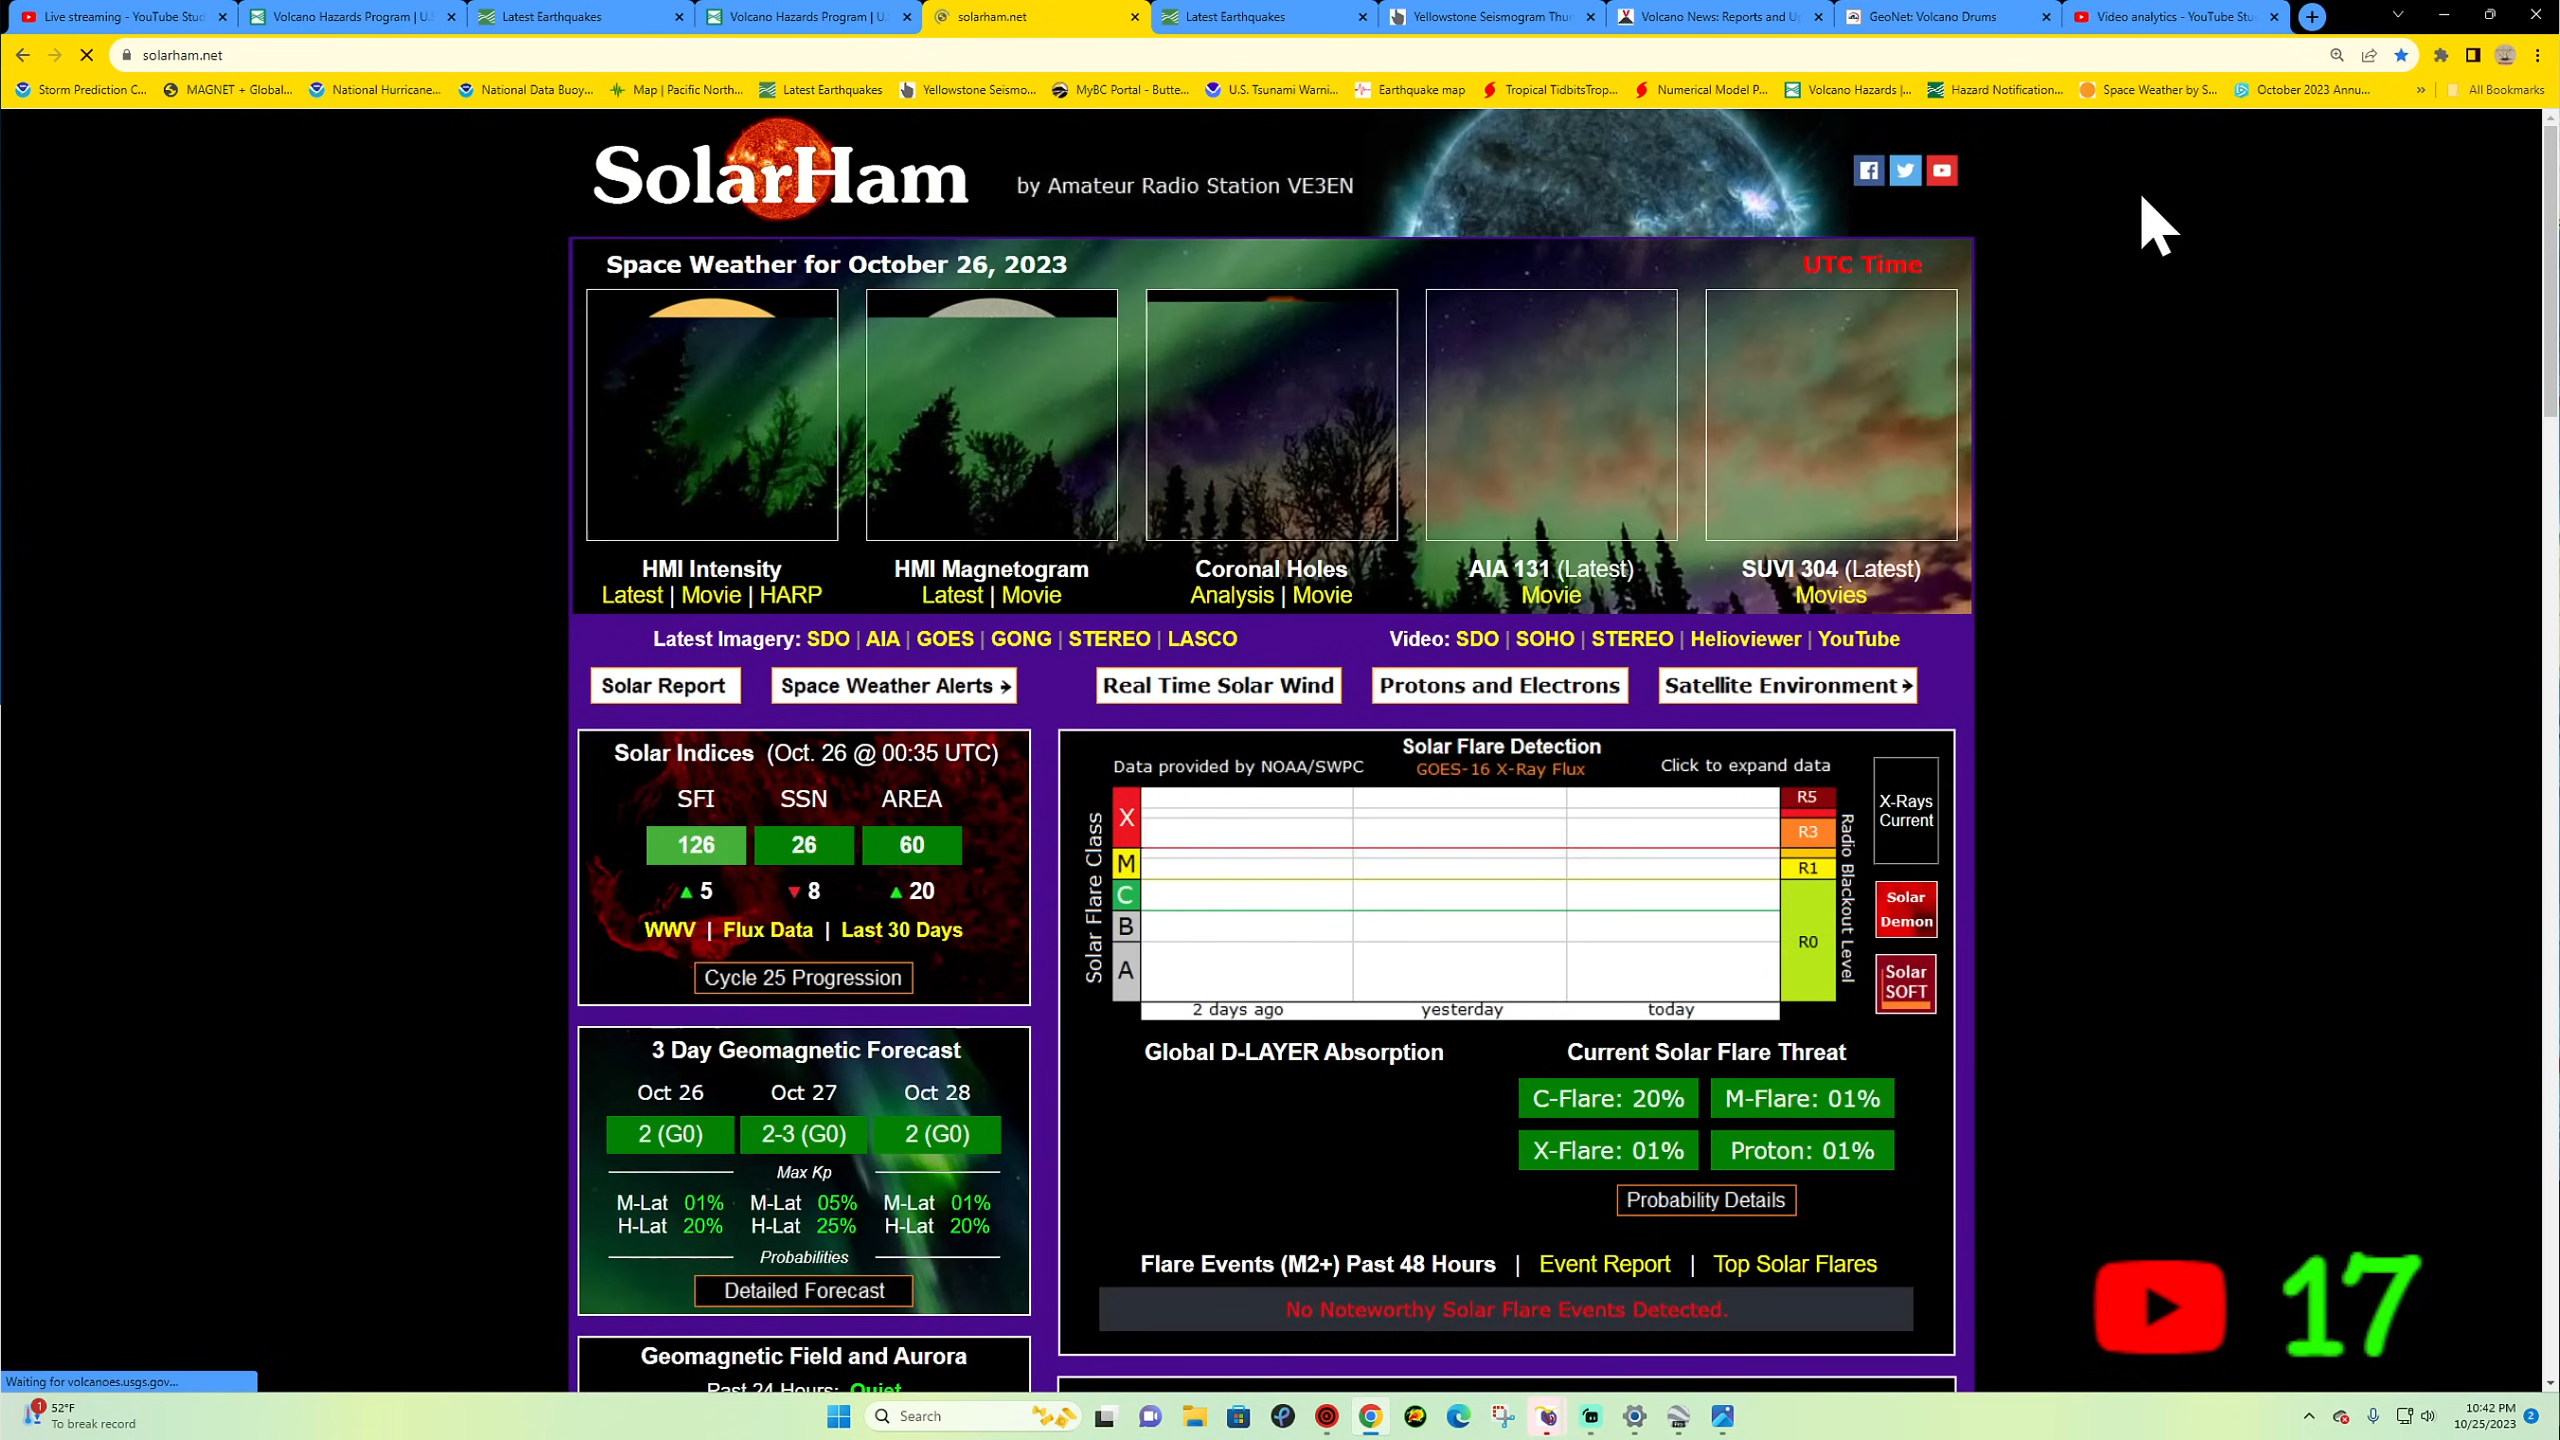 Live streaming - YouTube Stud
Volcano Hazards Program | U.
Latest Earthquakes
Volcano Hazards Program | U.
solarham.net
Latest Earthquakes
Yellowstone Seismogram Thu
Volcano News: Reports and U
GeoNet: Volcano Drums
Video analytics - YouTube Stu
solarham.net
Storm Prediction C...
MAGNET + Global...
National Hurricane...
National Data Buoy...
Map | Pacific North...
Latest Earthquakes
Yellowstone Seismo...
MyBC Portal - Butte...
U.S. Tsunami Warni...
Earthquake map
Tropical TidbitsTrop...
Numerical Model P...
Volcano Hazards |...
Hazard Notification...
Space Weather by S...
October 2023 Annu...
»
All Bookmarks
SolarHam
by Amateur Radio Station VE3EN
Space Weather for October 26, 2023
UTC Time
HMI Intensity
Latest | Movie | HARP
HMI Magnetogram
Latest | Movie
Coronal Holes
Analysis | Movie
AIA 131 (Latest)
Movie
SUVI 304 (Latest)
Movies
Latest Imagery: SDO | AIA | GOES | GONG | STEREO | LASCO
Video: SDO | SOHO | STEREO | Helioviewer | YouTube
Solar Report
Space Weather Alerts →
Real Time Solar Wind
Protons and Electrons
Satellite Environment →
Solar Indices (Oct. 26 @ 00:35 UTC)
SFI SSN AREA
126 26 60
▲ 5 ▼ 8 ▲ 20
WWV | Flux Data | Last 30 Days
Cycle 25 Progression
3 Day Geomagnetic Forecast
Oct 26 Oct 27 Oct 28
2 (G0) 2-3 (G0) 2 (G0)
Max Kp
M-Lat 01% M-Lat 05% M-Lat 01%
H-Lat 20% H-Lat 25% H-Lat 20%
Probabilities
Detailed Forecast
Geomagnetic Field and Aurora
Past 24 Hours: Quiet
Solar Flare Detection
Data provided by NOAA/SWPC
GOES-16 X-Ray Flux
Click to expand data
Solar Flare Class
X
M
C
B
A
R5
R3
R1
R0
Radio Blackout Level
2 days ago yesterday today
X-Rays
Current
Solar
Demon
Solar
SOFT
Global D-LAYER Absorption
Current Solar Flare Threat
C-Flare: 20% M-Flare: 01%
X-Flare: 01% Proton: 01%
Probability Details
Flare Events (M2+) Past 48 Hours | Event Report | Top Solar Flares
No Noteworthy Solar Flare Events Detected.
17
Waiting for volcanoes.usgs.gov...
1
52°F
To break record
Search
10:42 PM
10/25/2023
2